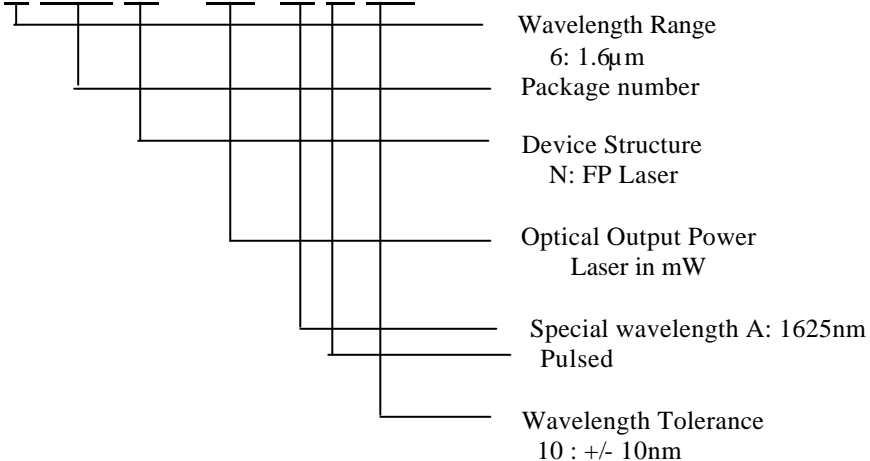 Wavelength Range
6: 1.6µm
Package number
Device Structure
N: FP Laser
Optical Output Power
Laser in mW
Special wavelength A: 1625nm
Pulsed
Wavelength Tolerance
10 : +/- 10nm